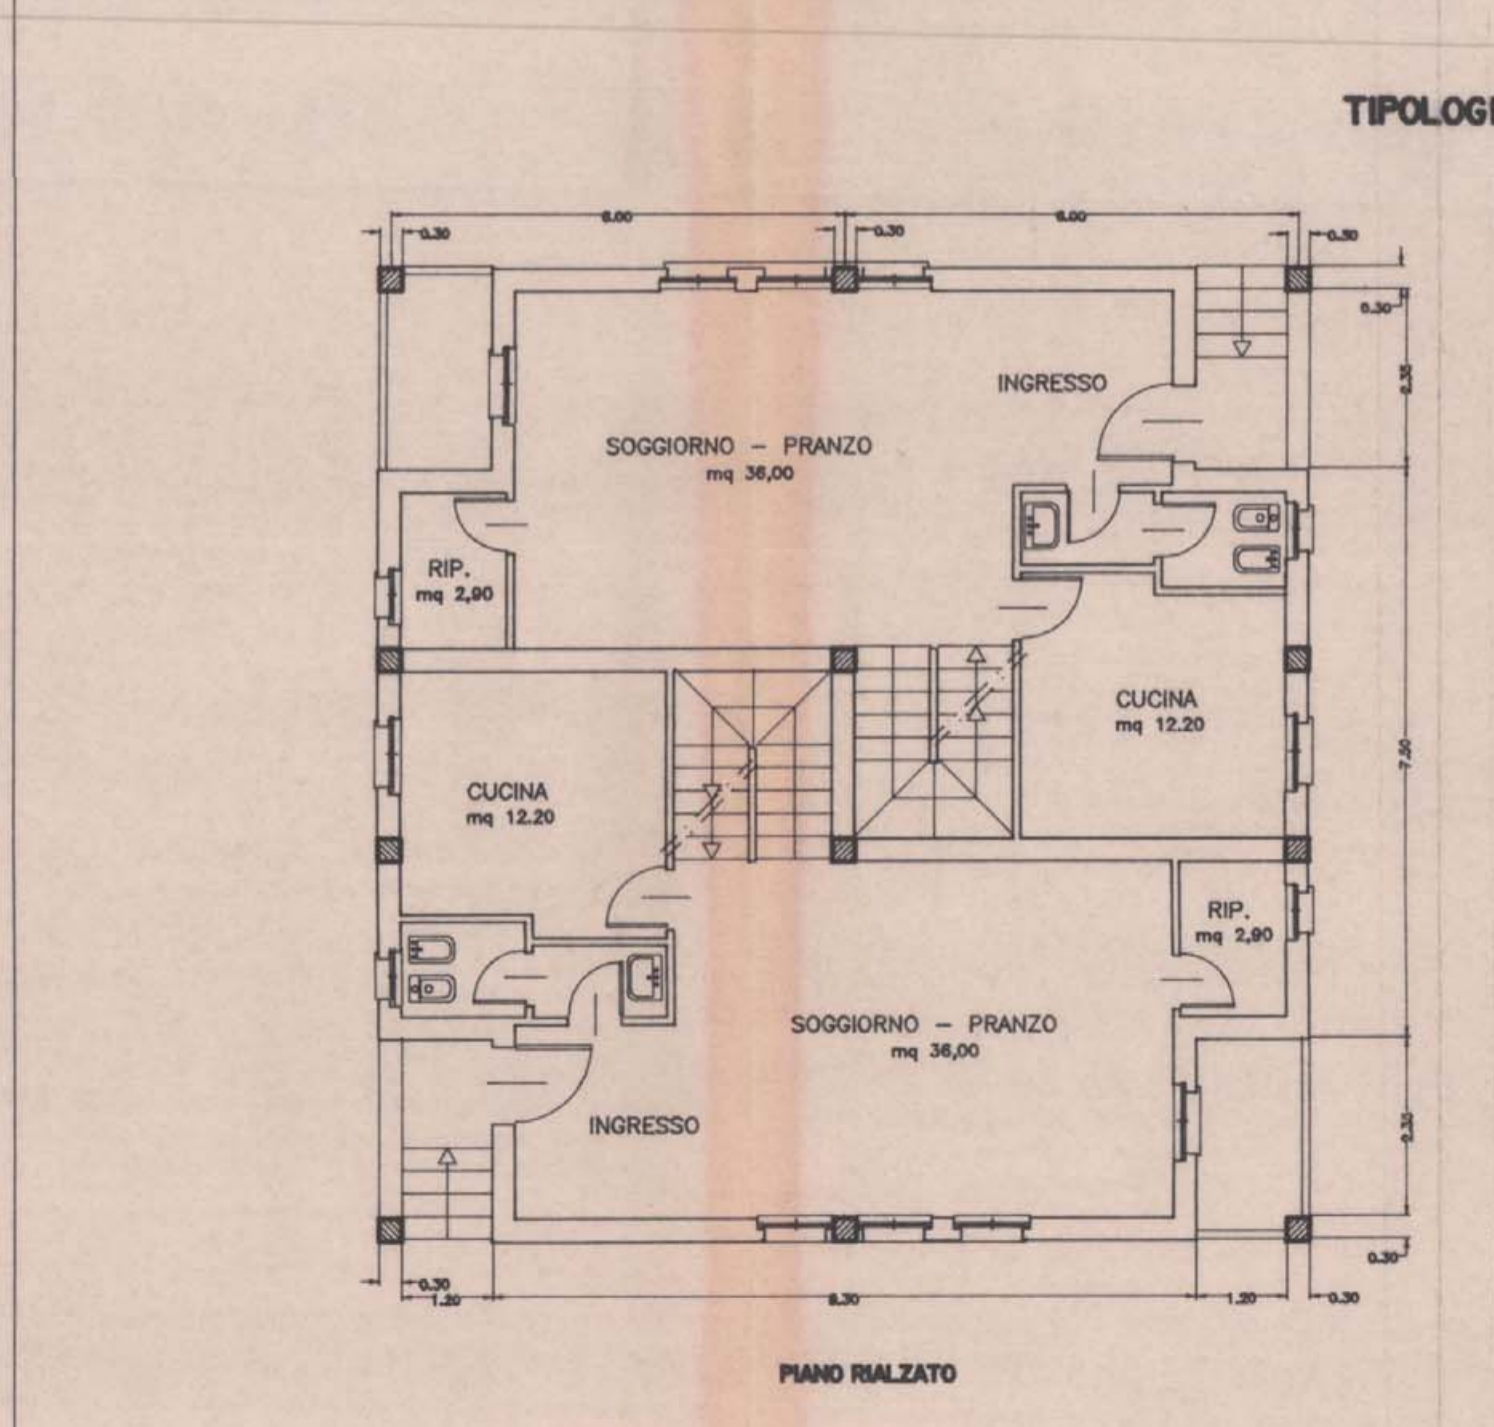 TIPOLOGI
6.00 6.00
0.30 0.30 0.30
0.30
INGRESSO
2.35
SOGGIORNO - PRANZO
mq 36,00
RIP.
mq 2,90
CUCINA
mq 12.20
7.50
CUCINA
mq 12.20
RIP.
mq 2,90
SOGGIORNO - PRANZO
mq 36,00
INGRESSO
2.35
0.30
0.30
1.20 9.30 1.20 0.30
PIANO RIALZATO